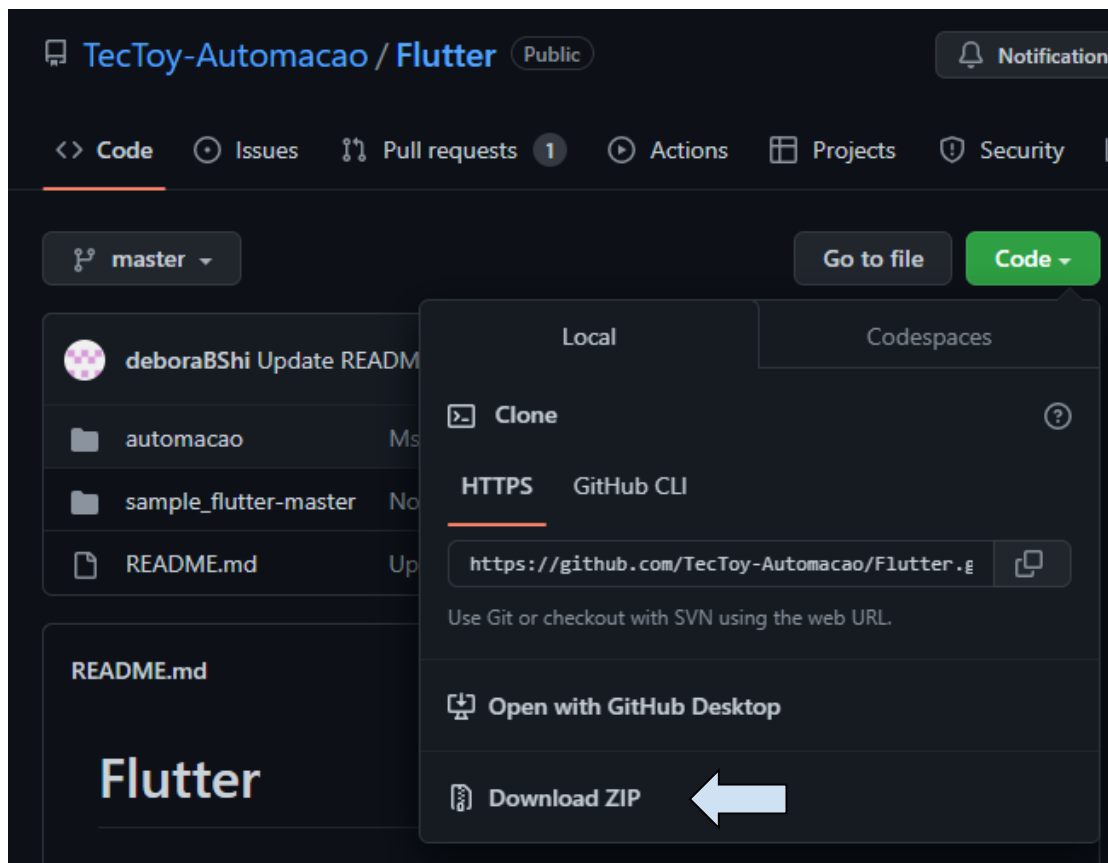 TecToy-Automacao / Flutter Public
Notification
Code Issues Pull requests 1 Actions Projects Security
master Go to file Code
Local Codespaces
deboraBShi Update READM
Clone
automacao Ms
HTTPS GitHub CLI
sample_flutter-master No
https://github.com/TecToy-Automacao/Flutter.g
README.md Up
Use Git or checkout with SVN using the web URL.
README.md
Open with GitHub Desktop
Flutter
Download ZIP